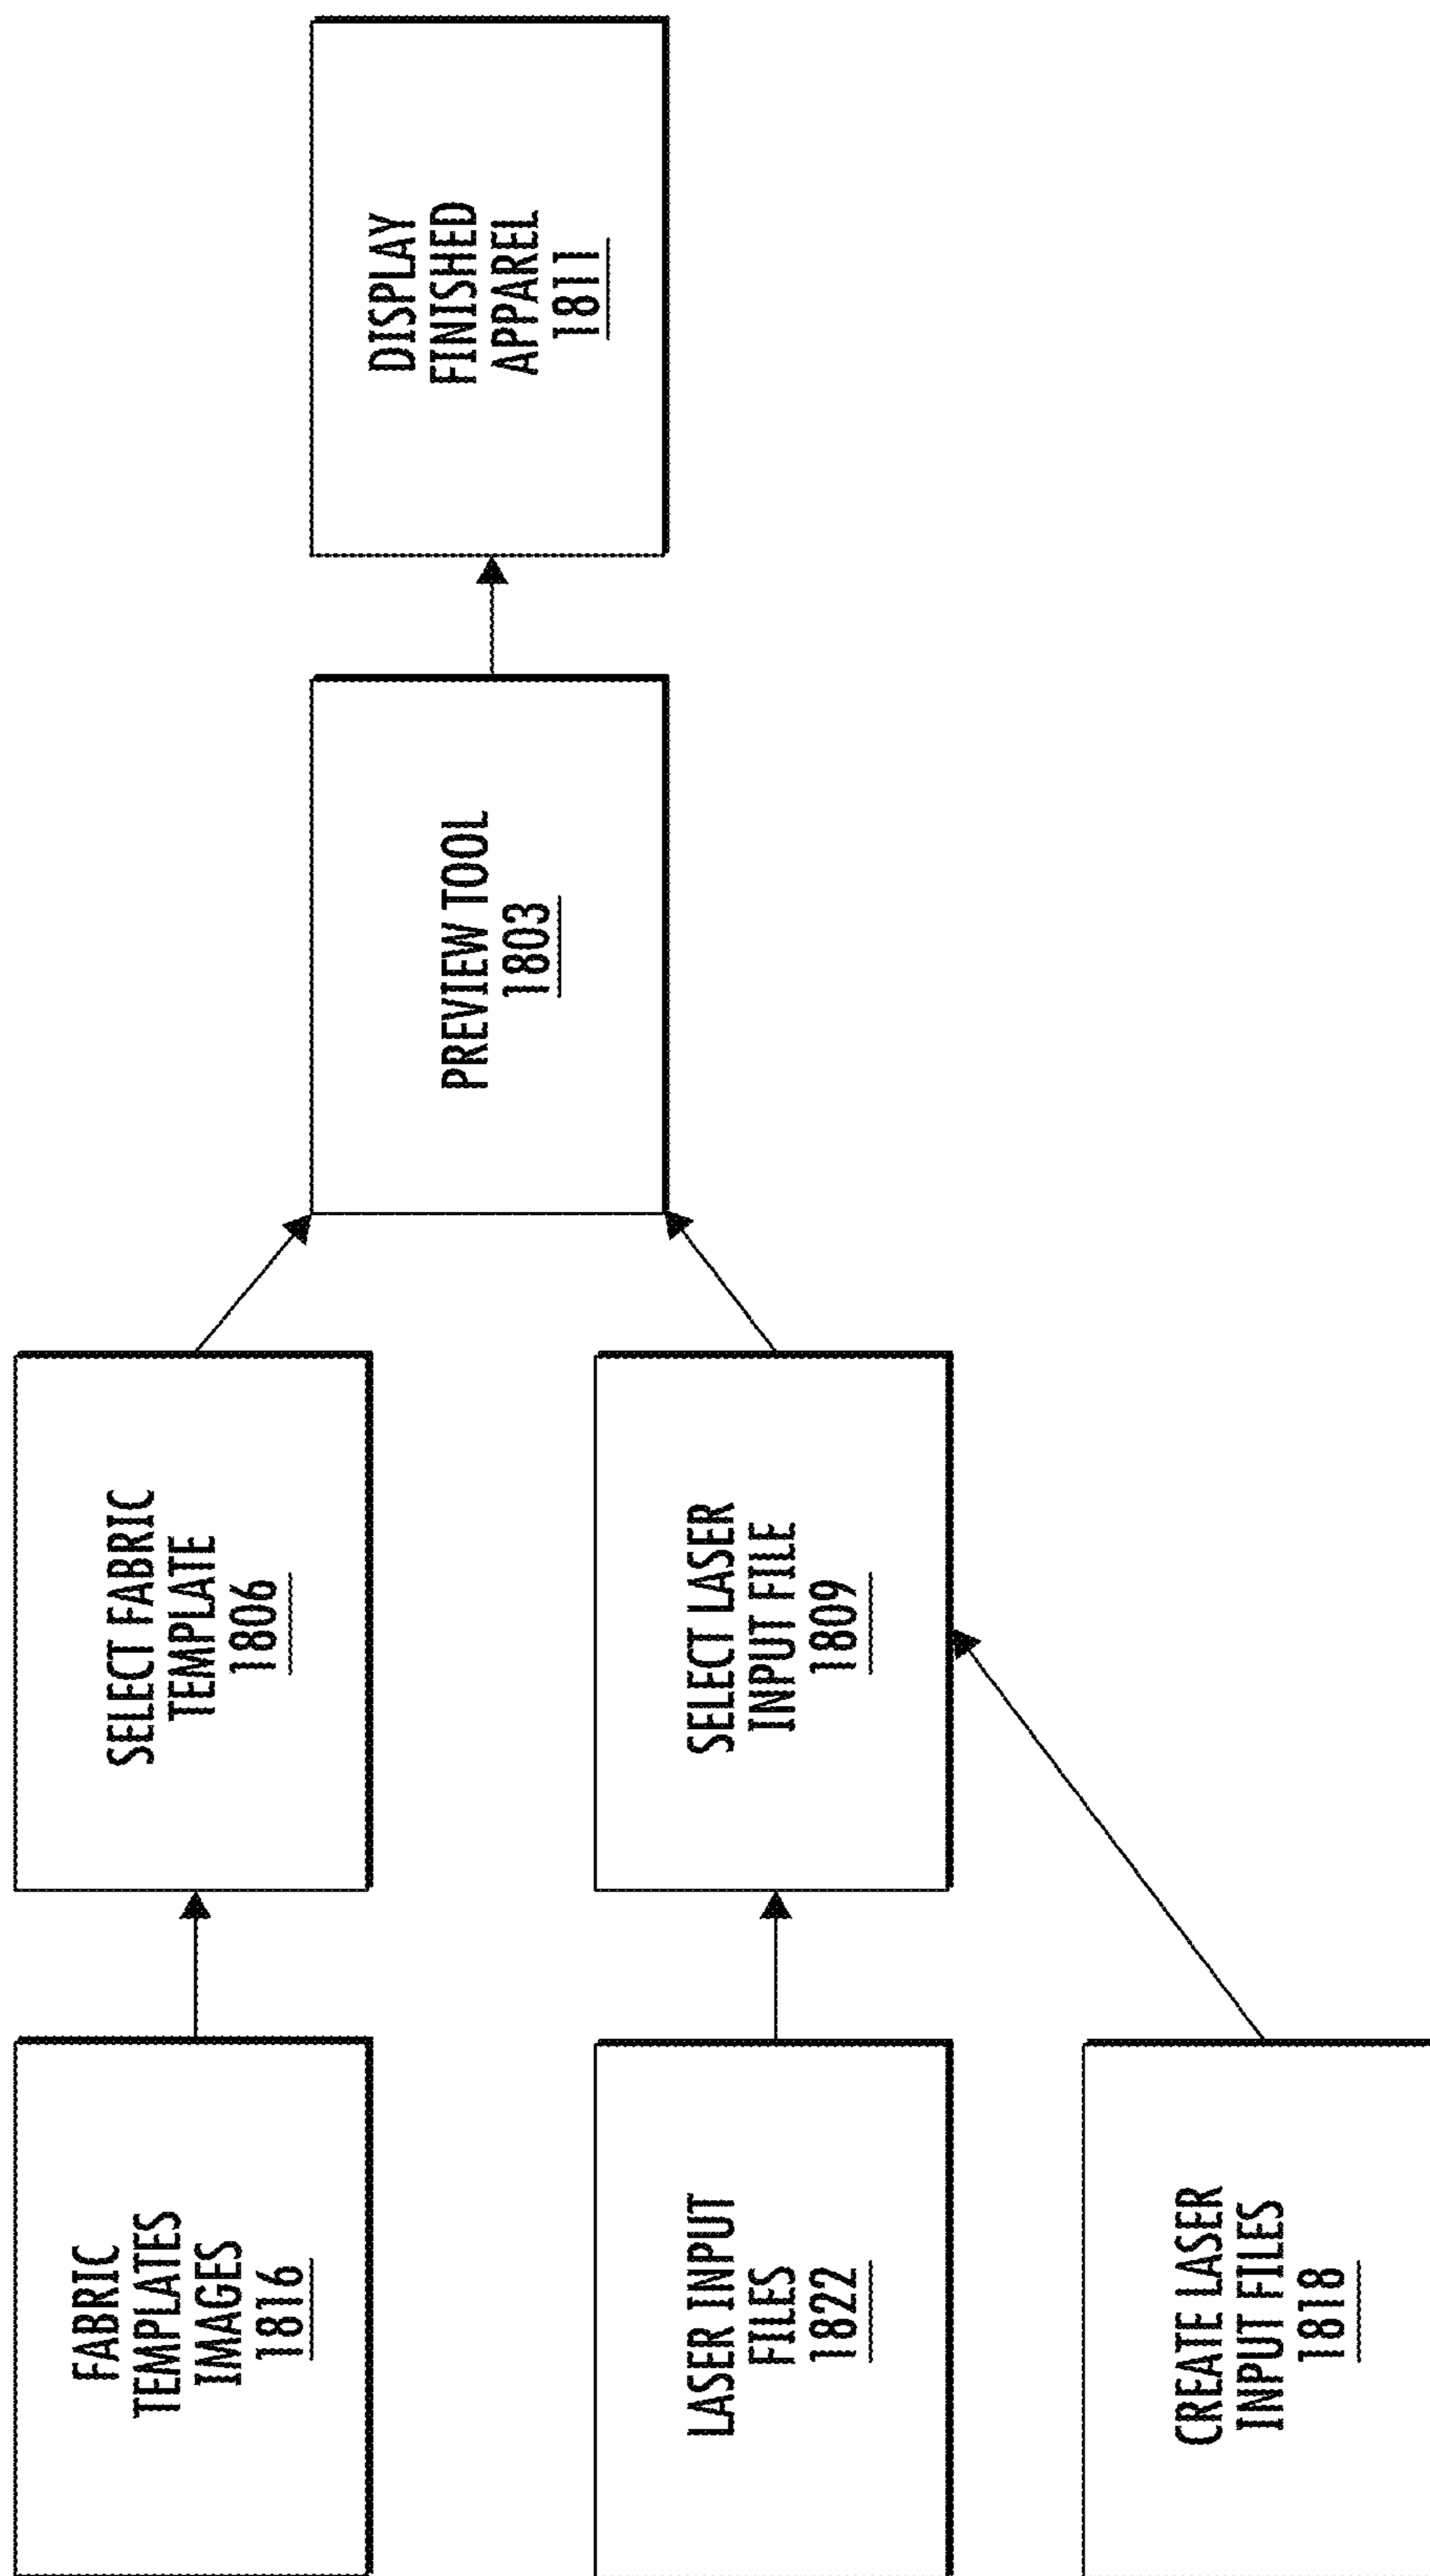 FABRIC
TEMPLATES
IMAGES
1816
SELECT FABRIC
TEMPLATE
1806
PREVIEW TOOL
1803
DISPLAY
FINISHED
APPAREL
1811
LASER INPUT
FILES
1822
SELECT LASER
INPUT FILE
1809
CREATE LASER
INPUT FILES
1818